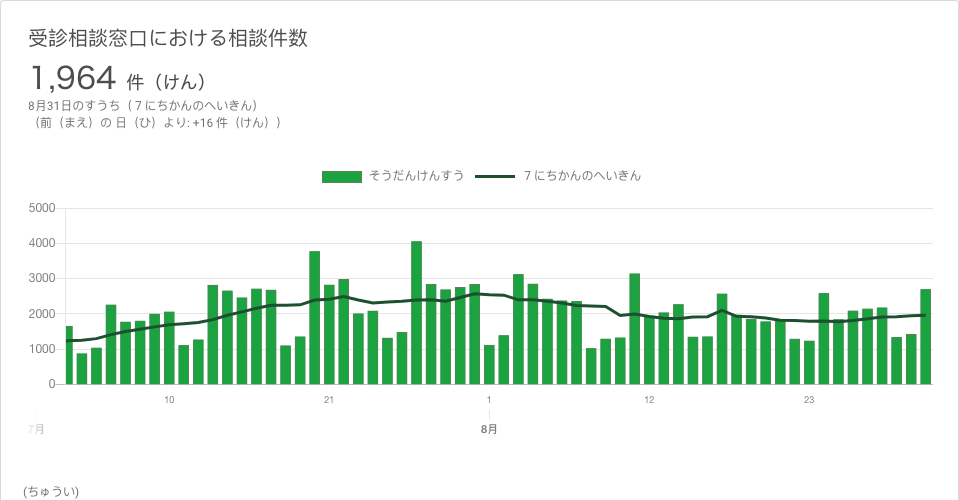 受診相談窓口における相談件数
1,964 件（けん）
8月31日のすうち（７にちかんのへいきん）
（前（まえ）の 日（ひ）より: +16 件（けん））
そうだんけんすう ７にちかんのへいきん
5000
4000
3000
2000
1000
0
10 21 1 12 23
7月 8月
(ちゅうい)